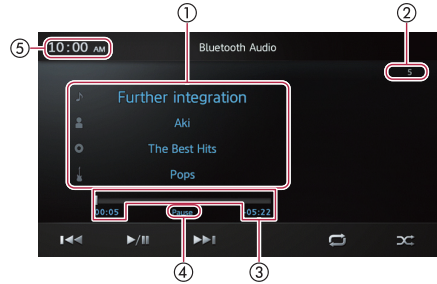 ①
②
⑤
10:00 AM
Bluetooth Audio
5
Further integration
Aki
The Best Hits
Pops
00:05
Pause
-05:22
④
③